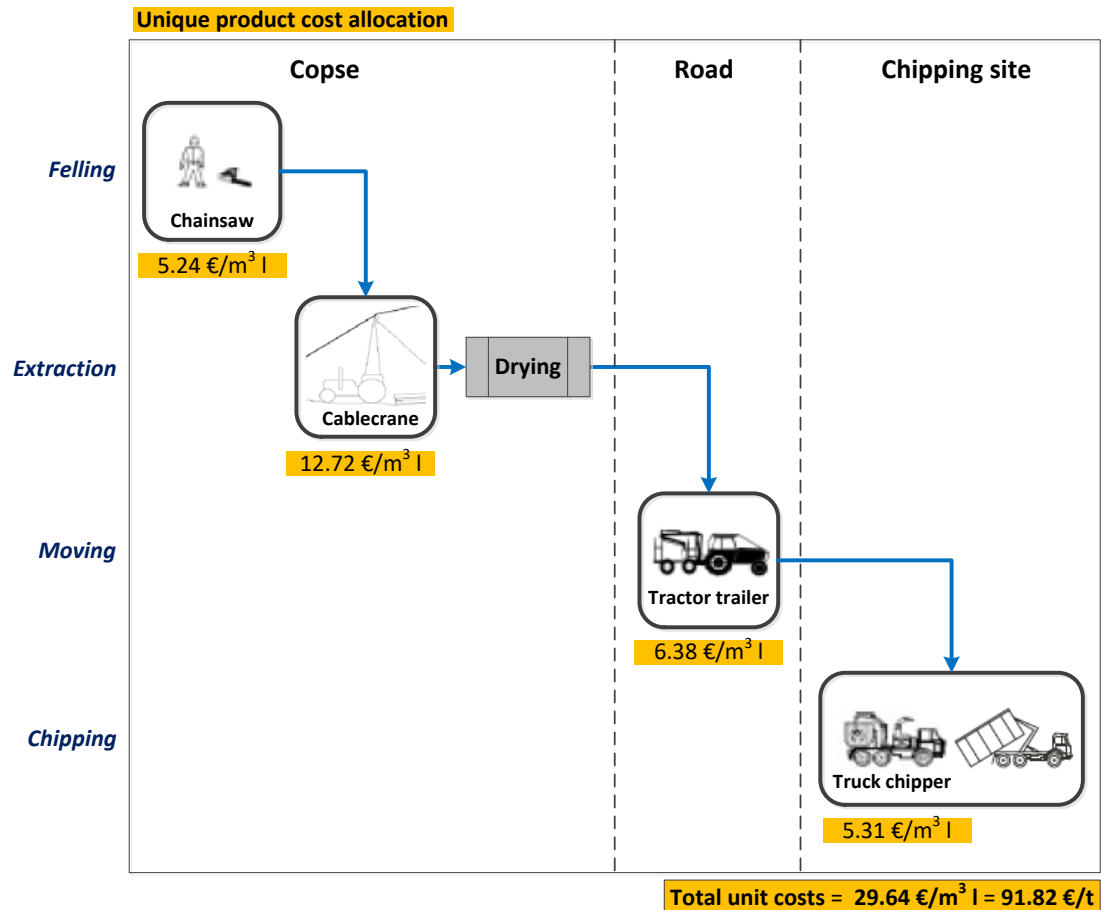 Unique product cost allocation
Copse
Road
Chipping site
Felling
Chainsaw
5.24 €/m³ l
Extraction
Cablecrane
Drying
12.72 €/m³ l
Moving
Tractor trailer
6.38 €/m³ l
Chipping
Truck chipper
5.31 €/m³ l
Total unit costs = 29.64 €/m³ l = 91.82 €/t